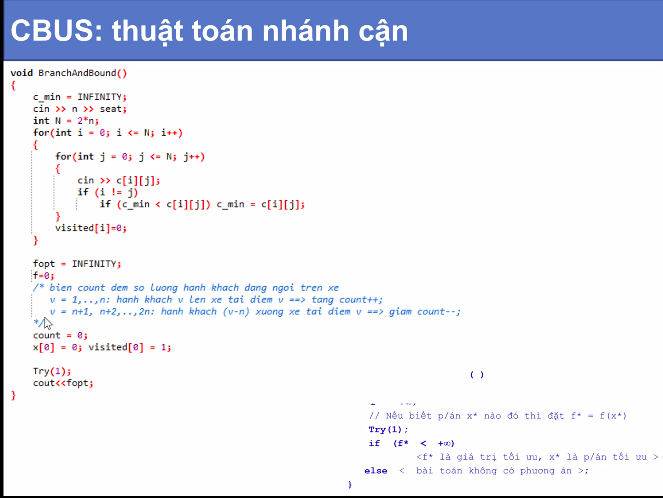 CBUS: thuật toán nhánh cận
void BranchAndBound()
{
c_min = INFINITY;
cin >> n >> seat;
int N = 2*n;
for(int i = 0; i <= N; i++)
{
for(int j = 0; j <= N; j++)
{
cin >> c[i][j];
if (i != j)
if (c_min < c[i][j]) c_min = c[i][j];
}
visited[i]=0;
}
fopt = INFINITY;
f=0;
/* bien count dem so luong hanh khach dang ngoi tren xe
v = 1,..,n: hanh khach v len xe tai diem v ==> tang count++;
v = n+1, n+2,..,2n: hanh khach (v-n) xuong xe tai diem v ==> giam count--;
*/
count = 0;
x[0] = 0; visited[0] = 1;
Try(1);
cout<<fopt;
}
( )
// Nếu biết p/án x* nào đó thì đặt f* = f(x*)
Try(1);
if (f* < +∞)
<f* là giá trị tối ưu, x* là p/án tối ưu >
else < bài toán không có phương án >;
}